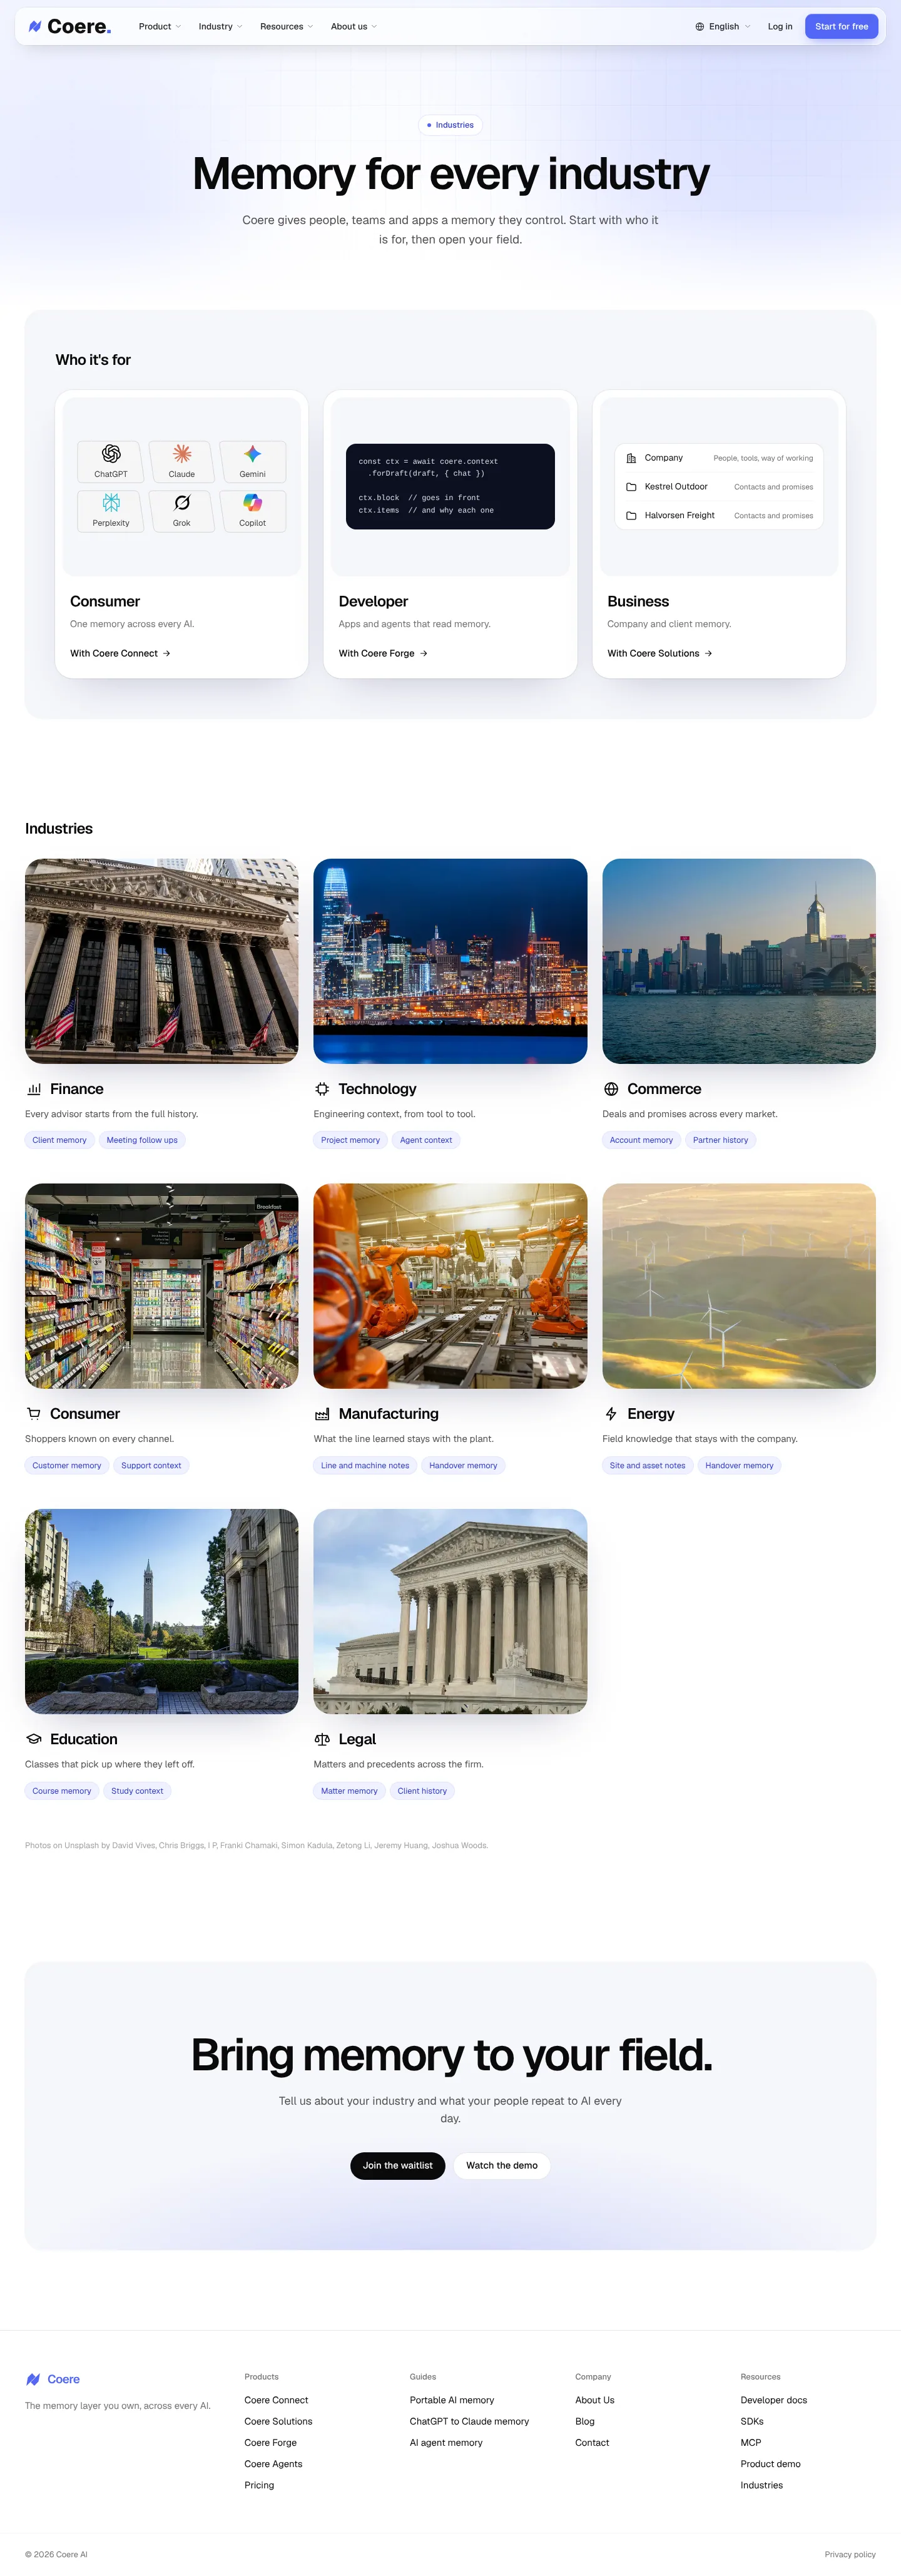 Coere.
Product
Industry
Resources
About us
English
Log in
Start for free
Industries
Memory for every industry
Coere gives people, teams and apps a memory they control. Start with who it
is for, then open your field.
Who it's for
ChatGPT
Claude
Gemini
Perplexity
Grok
Copilot
Consumer
One memory across every AI.
With Coere Connect →
const ctx = await coere.context
.forDraft(draft, { chat })
ctx.block // goes in front
ctx.items // and why each one
Developer
Apps and agents that read memory.
With Coere Forge →
Company People, tools, way of working
Kestrel Outdoor Contacts and promises
Halvorsen Freight Contacts and promises
Business
Company and client memory.
With Coere Solutions →
Industries
Finance
Every advisor starts from the full history.
Client memory
Meeting follow ups
Technology
Engineering context, from tool to tool.
Project memory
Agent context
Commerce
Deals and promises across every market.
Account memory
Partner history
Breakfast
Consumer
Shoppers known on every channel.
Customer memory
Support context
Manufacturing
What the line learned stays with the plant.
Line and machine notes
Handover memory
Energy
Field knowledge that stays with the company.
Site and asset notes
Handover memory
Education
Classes that pick up where they left off.
Course memory
Study context
Legal
Matters and precedents across the firm.
Matter memory
Client history
Photos on Unsplash by David Vives, Chris Briggs, I P, Franki Chamaki, Simon Kadula, Zetong Li, Jeremy Huang, Joshua Woods.
Bring memory to your field.
Tell us about your industry and what your people repeat to AI every
day.
Join the waitlist
Watch the demo
Coere
The memory layer you own, across every AI.
Products
Coere Connect
Coere Solutions
Coere Forge
Coere Agents
Pricing
Guides
Portable AI memory
ChatGPT to Claude memory
AI agent memory
Company
About Us
Blog
Contact
Resources
Developer docs
SDKs
MCP
Product demo
Industries
© 2026 Coere AI
Privacy policy